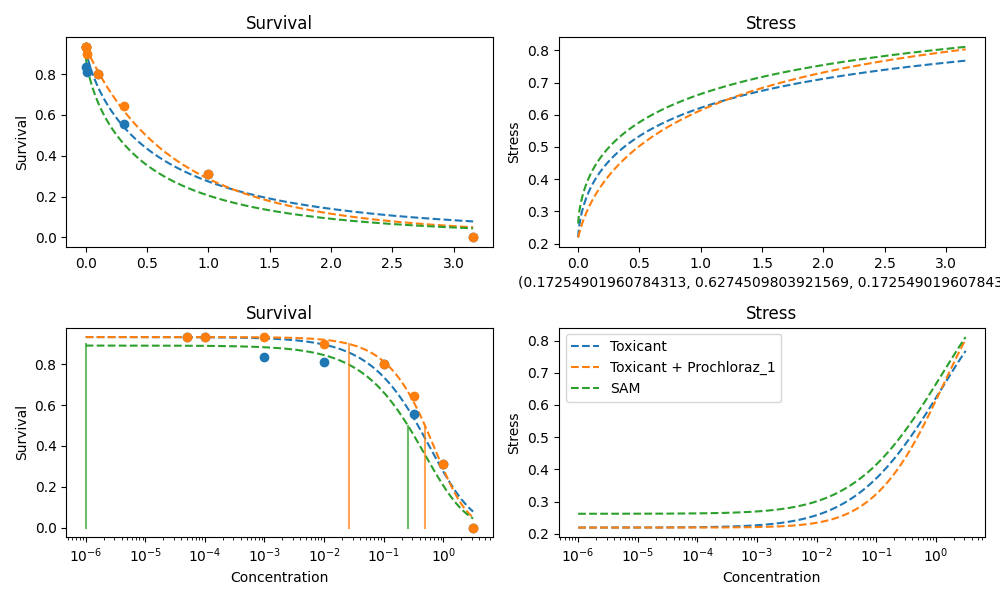 Survival
Survival
0.8
0.6
0.4
0.2
0.0
0.0 0.5 1.0 1.5 2.0 2.5 3.0
Stress
Stress
0.8
0.7
0.6
0.5
0.4
0.3
0.2
0.0 0.5 1.0 1.5 2.0 2.5 3.0
(0.17254901960784313, 0.6274509803921569, 0.172549019607843
Survival
Survival
0.8
0.6
0.4
0.2
0.0
10⁻⁶ 10⁻⁵ 10⁻⁴ 10⁻³ 10⁻² 10⁻¹ 10⁰
Concentration
Stress
Stress
0.8
0.7
0.6
0.5
0.4
0.3
0.2
Toxicant
Toxicant + Prochloraz_1
SAM
10⁻⁶ 10⁻⁵ 10⁻⁴ 10⁻³ 10⁻² 10⁻¹ 10⁰
Concentration